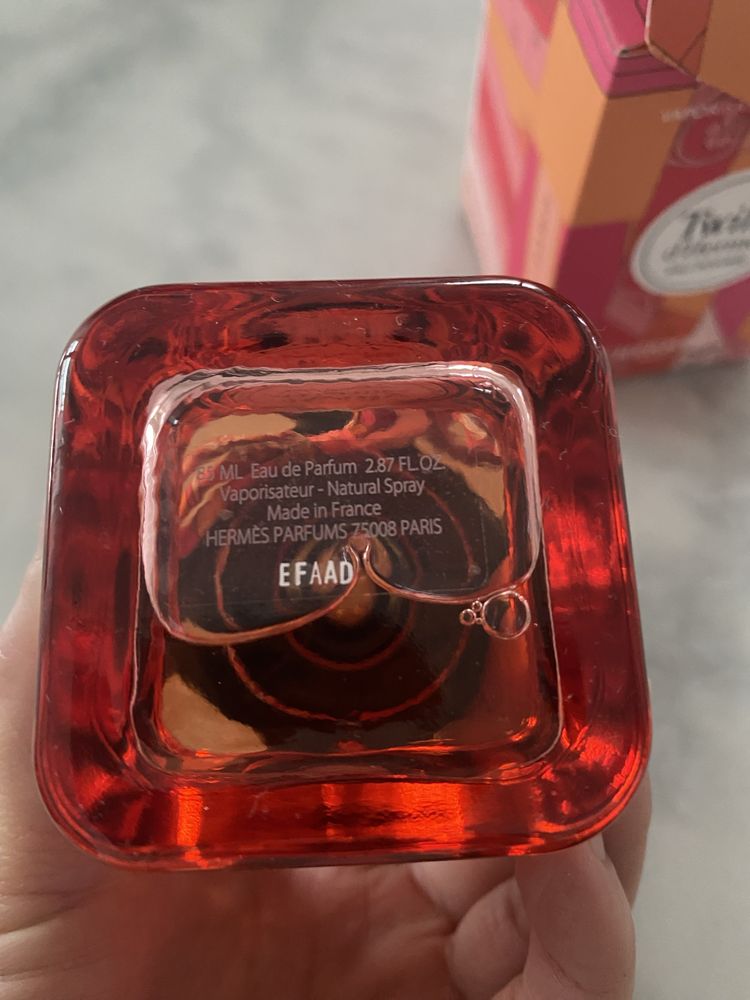 85 ML Eau de Parfum 2.87 FL.OZ.
Vaporisateur - Natural Spray
Made in France
HERMÈS PARFUMS 75008 PARIS
EFAAD